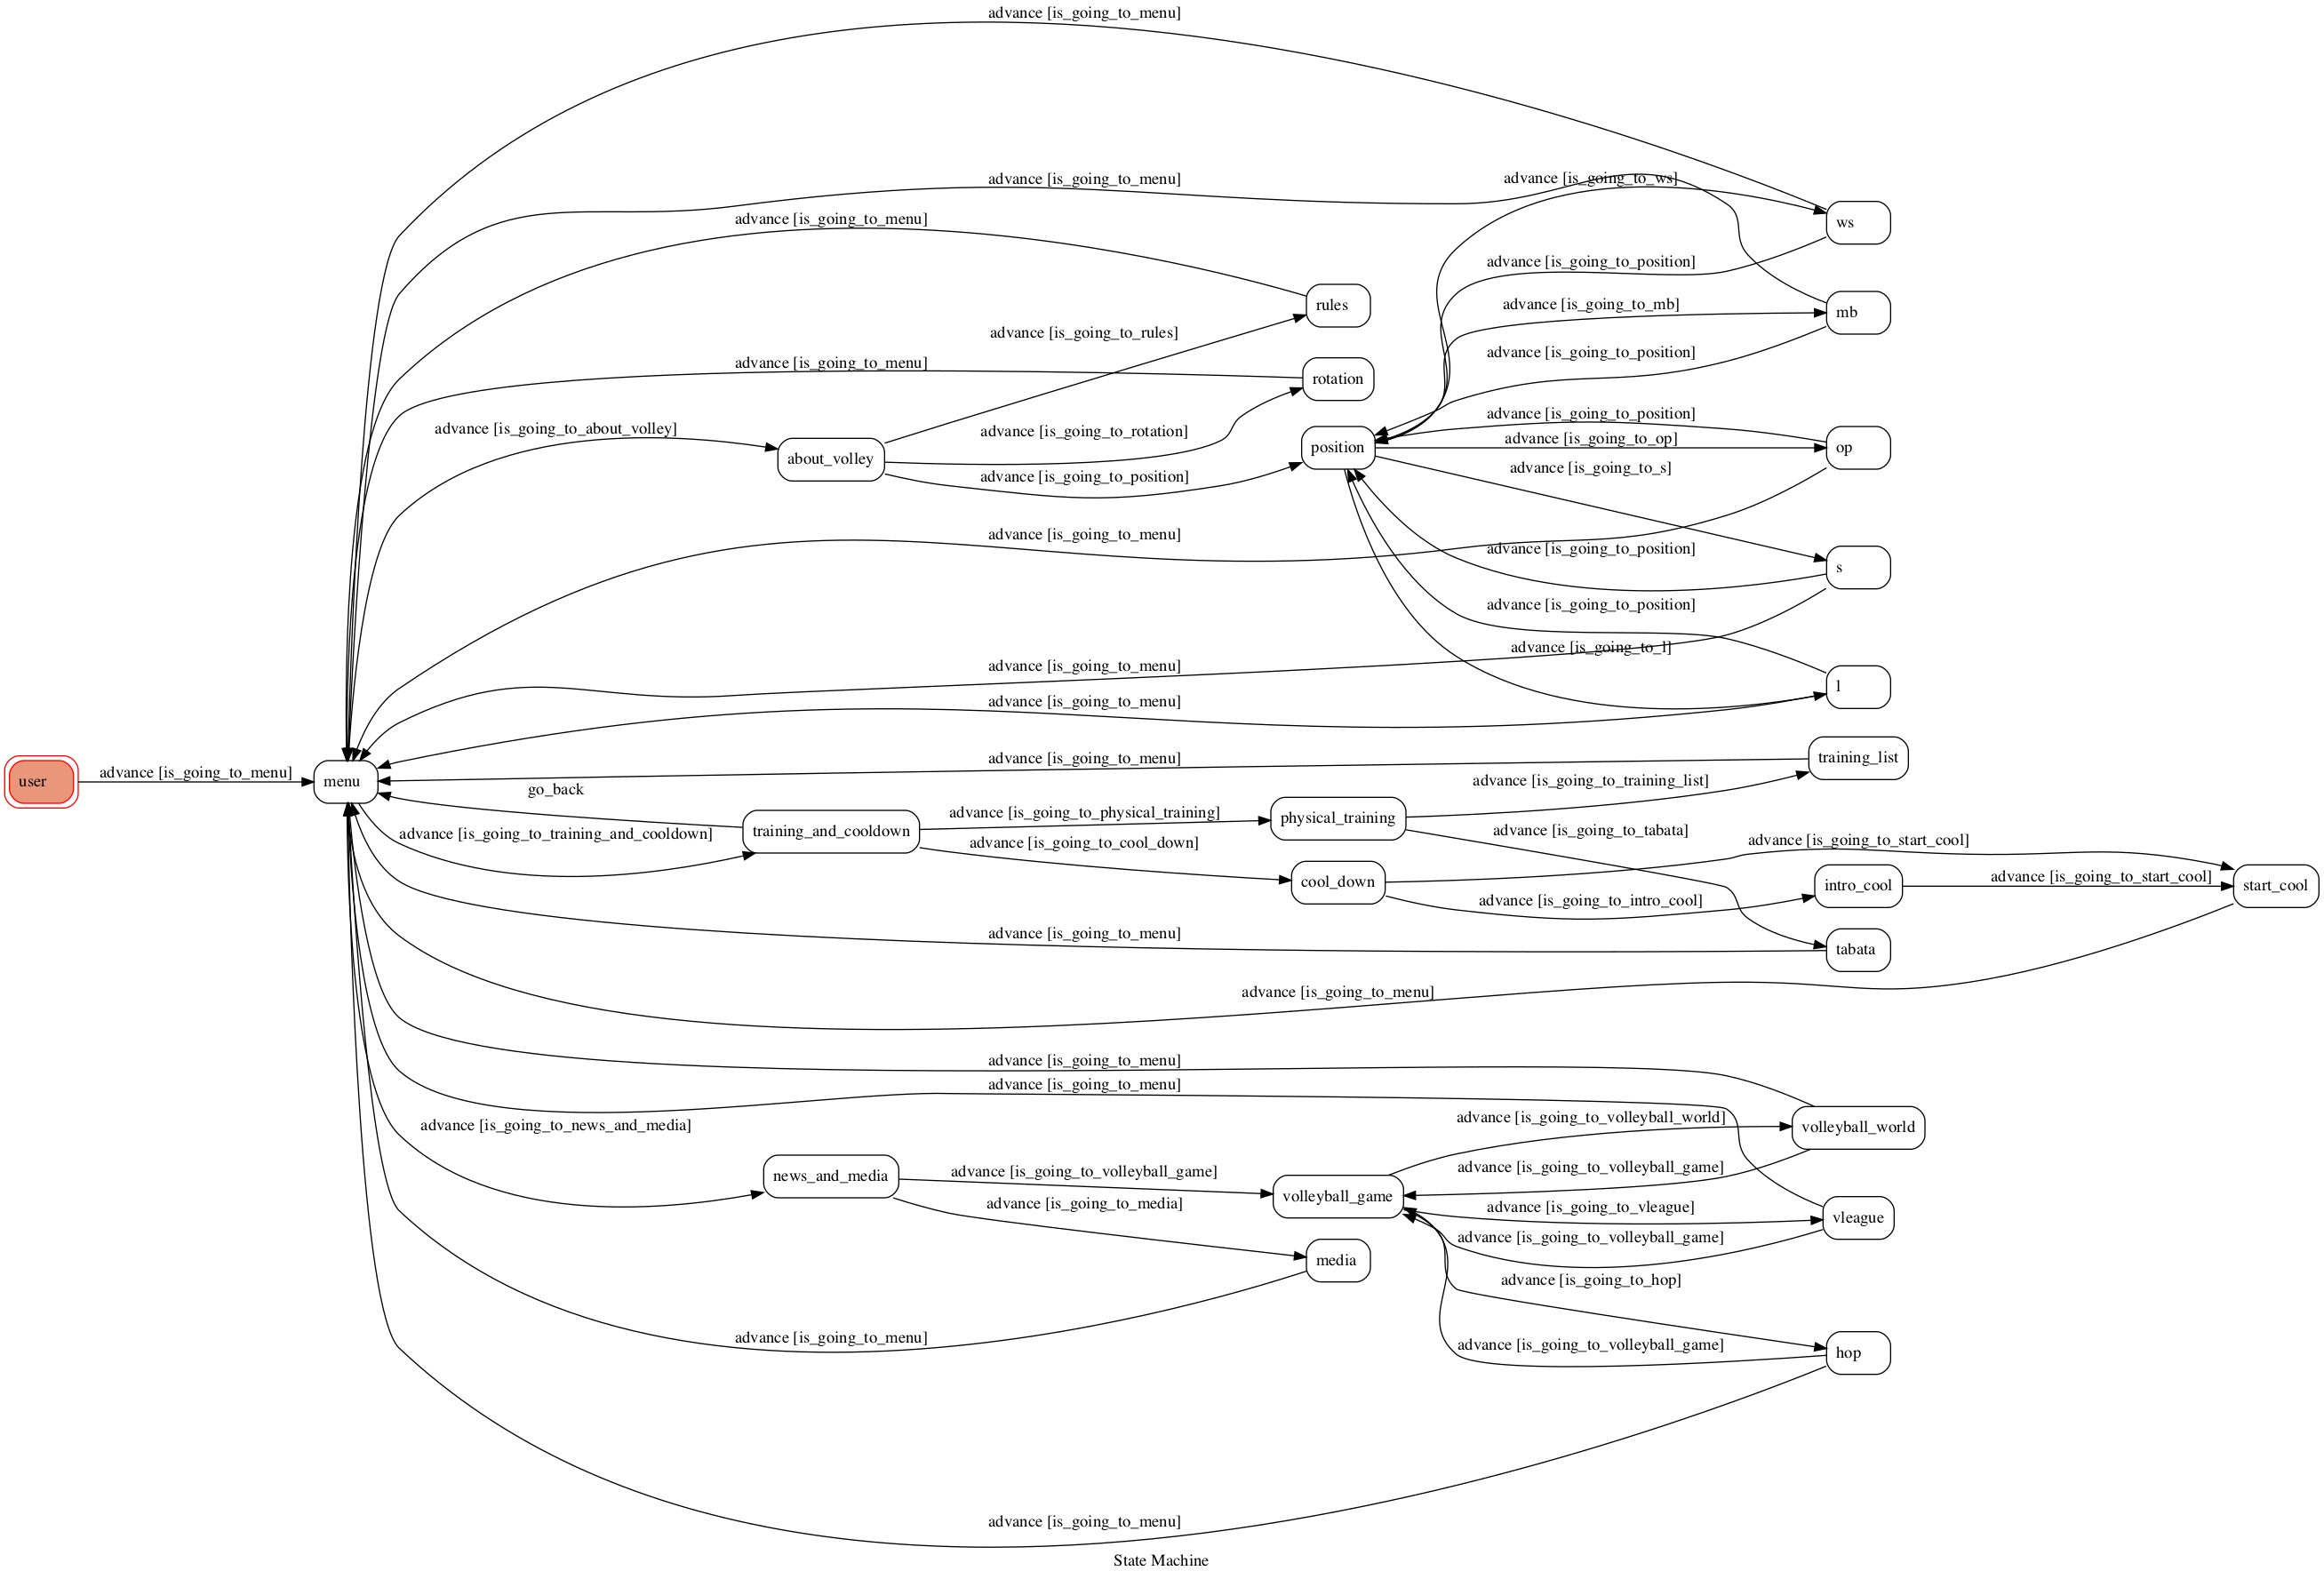 advance [is_going_to_menu]
advance [is_going_to_menu]
advance [is_going_to_ws]
ws
advance [is_going_to_menu]
advance [is_going_to_position]
rules
advance [is_going_to_mb]
mb
advance [is_going_to_rules]
advance [is_going_to_menu]
advance [is_going_to_position]
rotation
advance [is_going_to_about_volley]
advance [is_going_to_rotation]
advance [is_going_to_position]
about_volley
position
advance [is_going_to_op]
op
advance [is_going_to_position]
advance [is_going_to_s]
advance [is_going_to_menu]
advance [is_going_to_position]
s
advance [is_going_to_position]
advance [is_going_to_l]
advance [is_going_to_menu]
l
advance [is_going_to_menu]
advance [is_going_to_menu]
training_list
user
advance [is_going_to_menu]
menu
go_back
advance [is_going_to_training_list]
advance [is_going_to_training_and_cooldown]
training_and_cooldown
advance [is_going_to_physical_training]
physical_training
advance [is_going_to_tabata]
advance [is_going_to_cool_down]
advance [is_going_to_start_cool]
cool_down
intro_cool
advance [is_going_to_start_cool]
start_cool
advance [is_going_to_intro_cool]
advance [is_going_to_menu]
tabata
advance [is_going_to_menu]
advance [is_going_to_menu]
advance [is_going_to_menu]
advance [is_going_to_news_and_media]
advance [is_going_to_volleyball_world]
volleyball_world
news_and_media
advance [is_going_to_volleyball_game]
advance [is_going_to_volleyball_game]
volleyball_game
advance [is_going_to_media]
advance [is_going_to_vleague]
vleague
advance [is_going_to_volleyball_game]
media
advance [is_going_to_hop]
advance [is_going_to_menu]
advance [is_going_to_volleyball_game]
hop
advance [is_going_to_menu]
State Machine